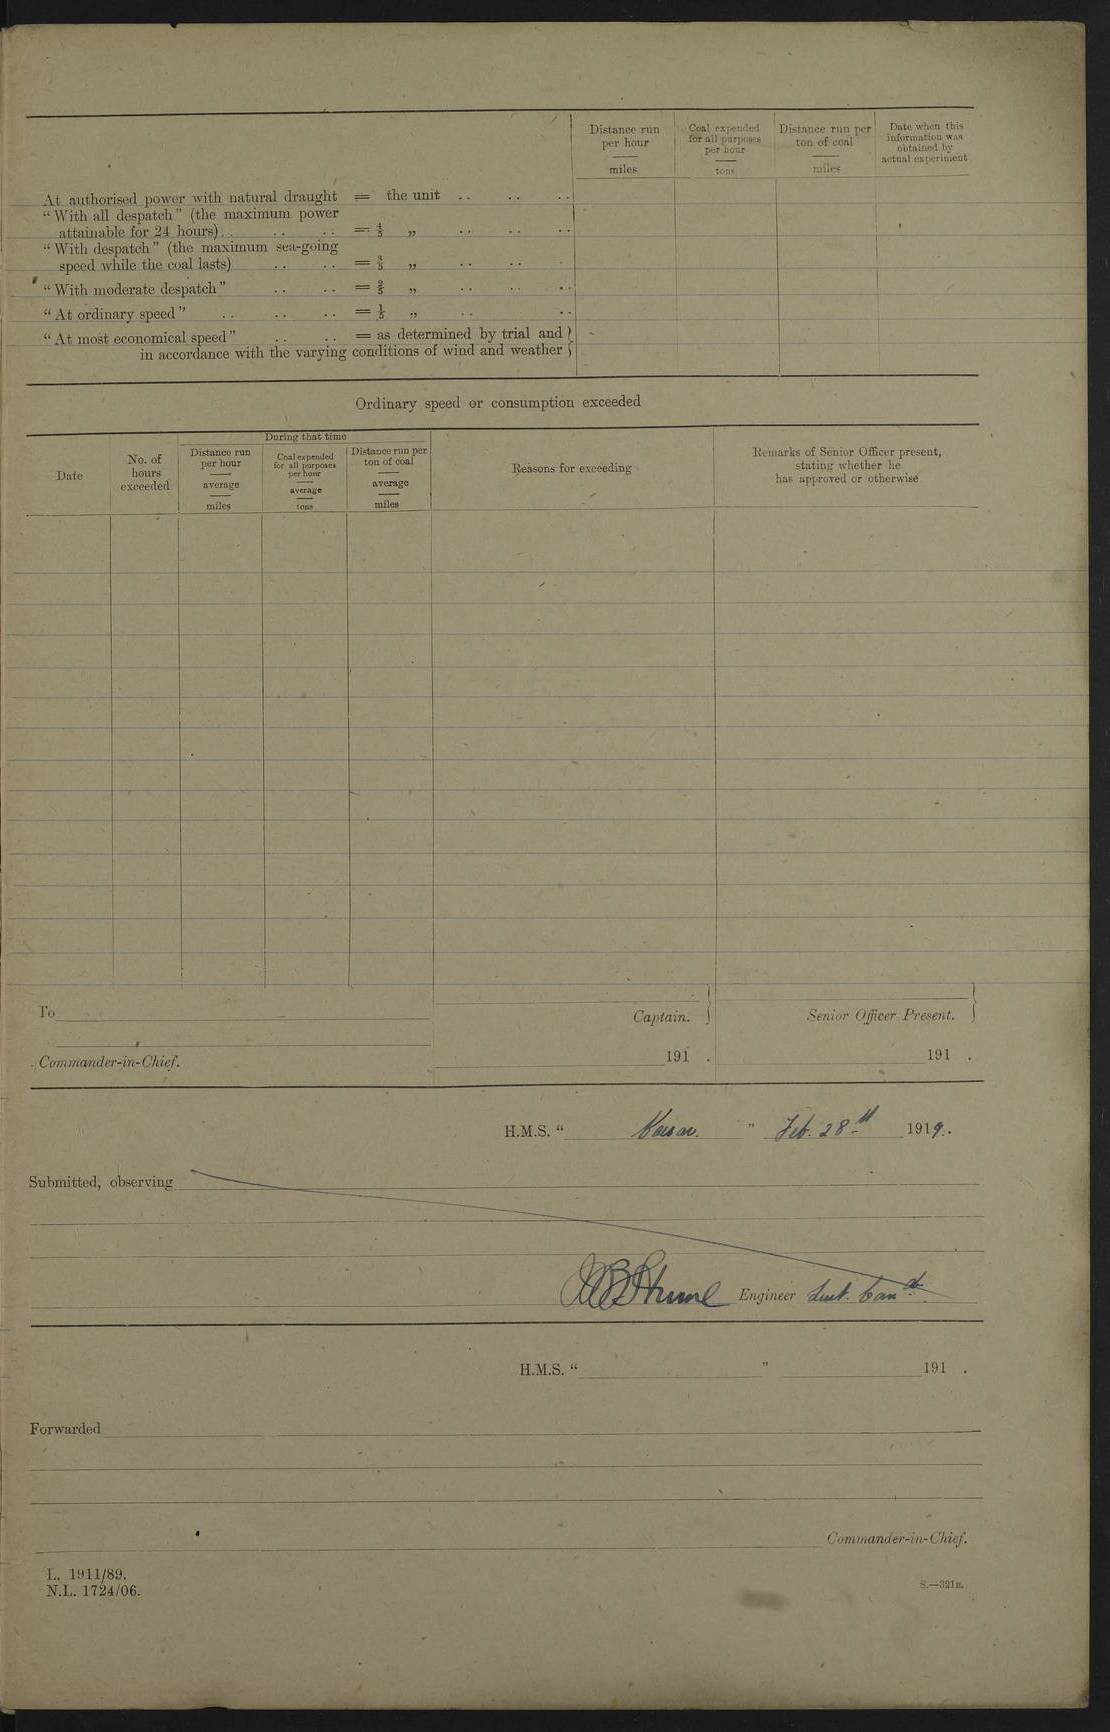 Distance run per hour miles
Coal expended for all purposes per hour tons
Distance run per ton of coal miles
Date when this information was obtained by actual experiment
At authorised power with natural draught = the unit .. .. ..
“With all despatch” (the maximum power
attainable for 24 hours) .. .. .. = 4/5 „ .. .. ..
“With despatch” (the maximum sea-going
speed while the coal lasts) .. .. = 3/5 „ .. .. ..
“With moderate despatch” .. .. = 2/5 „ .. .. ..
“At ordinary speed” .. .. .. = 1/5 „ .. ..
“At most economical speed” .. .. = as determined by trial and }
in accordance with the varying conditions of wind and weather }
Ordinary speed or consumption exceeded
Date
No. of hours exceeded
During that time
Distance run per hour average miles
Coal expended for all purposes per hour average tons
Distance run per ton of coal average miles
Reasons for exceeding
Remarks of Senior Officer present, stating whether he has approved or otherwise
To
Captain. }
Senior Officer Present. }
Commander-in-Chief.
191 .
191 .
H.M.S. “ ” Feb. 28th 1919.
Submitted, observing
Engineer Lieut. Comd.
H.M.S. “ ” 191 .
Forwarded
Commander-in-Chief.
L. 1911/89.
N.L. 1724/06.
S.—321B.